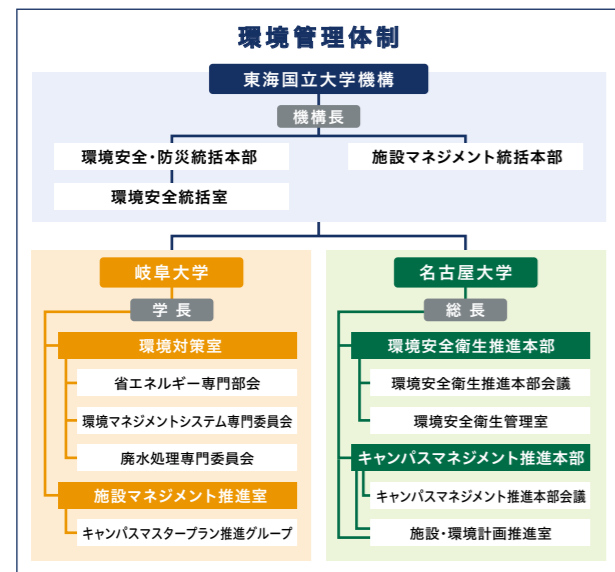 環境管理体制
東海国立大学機構
機構長
環境安全・防災統括本部
施設マネジメント統括本部
環境安全統括室
岐阜大学
学長
環境対策室
省エネルギー専門部会
環境マネジメントシステム専門委員会
廃水処理専門委員会
施設マネジメント推進室
キャンパスマスタープラン推進グループ
名古屋大学
総長
環境安全衛生推進本部
環境安全衛生推進本部会議
環境安全衛生管理室
キャンパスマネジメント推進本部
キャンパスマネジメント推進本部会議
施設・環境計画推進室